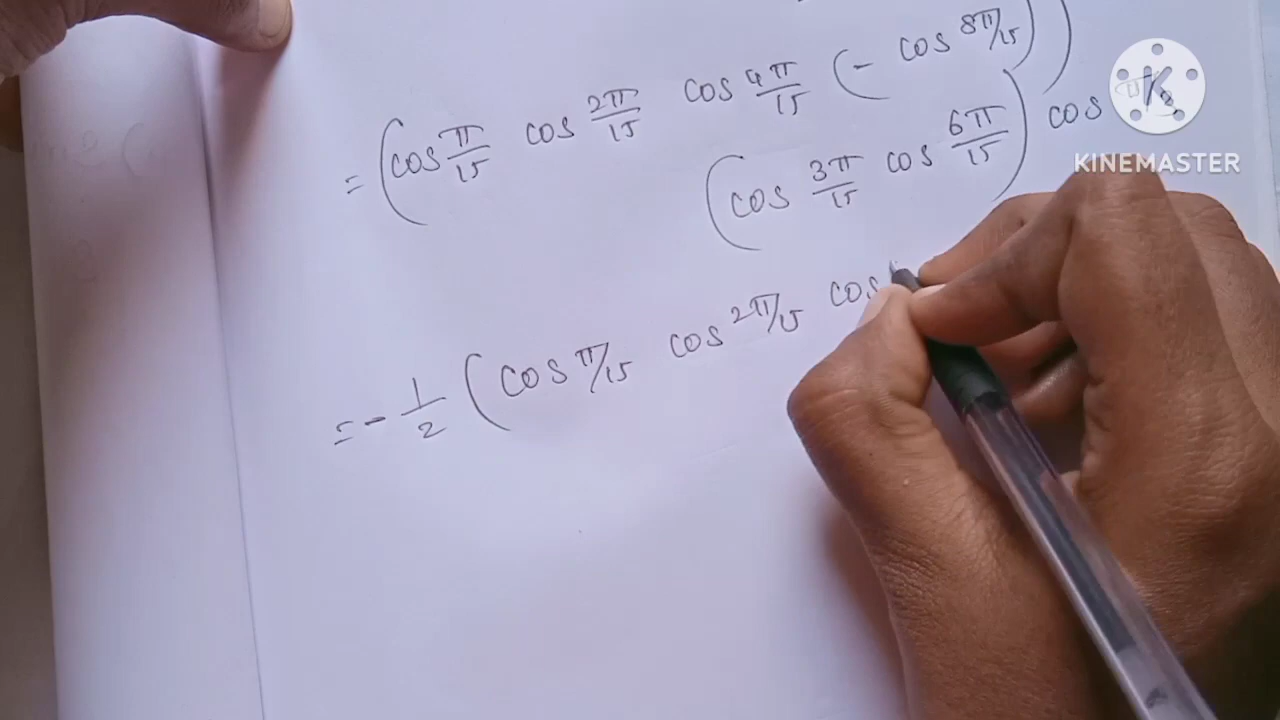 = (cos π/15 cos 2π/15 cos 4π/15 (- cos 8π/15))
(cos 3π/15 cos 6π/15) cos
= - 1/2 (cos π/15 cos 2π/15 cos
K
KINEMASTER